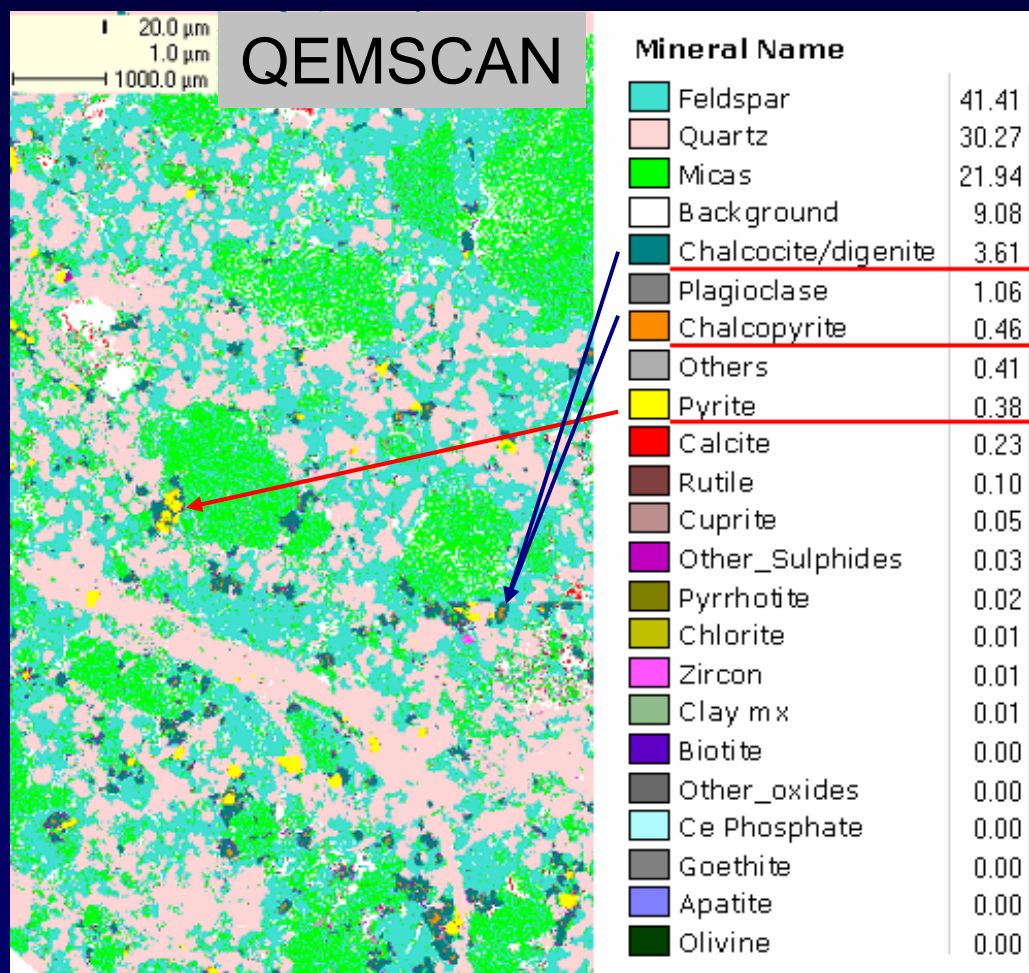 20.0 µm
1.0 µm
1000.0 µm
QEMSCAN
Mineral Name
Feldspar 41.41
Quartz 30.27
Micas 21.94
Background 9.08
Chalcocite/digenite 3.61
Plagioclase 1.06
Chalcopyrite 0.46
Others 0.41
Pyrite 0.38
Calcite 0.23
Rutile 0.10
Cuprite 0.05
Other_Sulphides 0.03
Pyrrhotite 0.02
Chlorite 0.01
Zircon 0.01
Clay mx 0.01
Biotite 0.00
Other_oxides 0.00
Ce Phosphate 0.00
Goethite 0.00
Apatite 0.00
Olivine 0.00